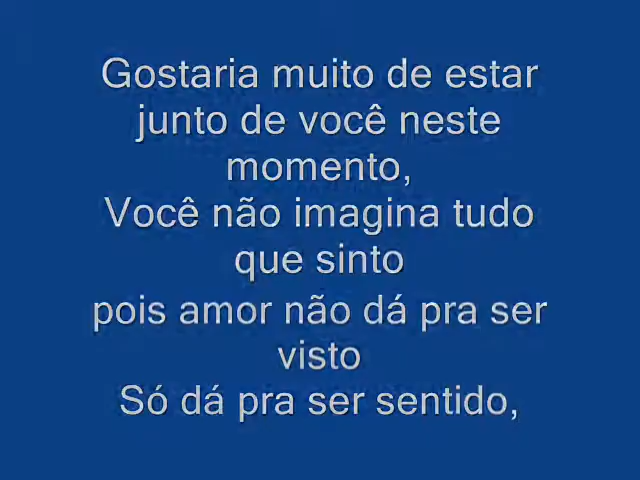 Gostaria muito de estar
junto de você neste
momento,
Você não imagina tudo
que sinto
pois amor não dá pra ser
visto
Só dá pra ser sentido,